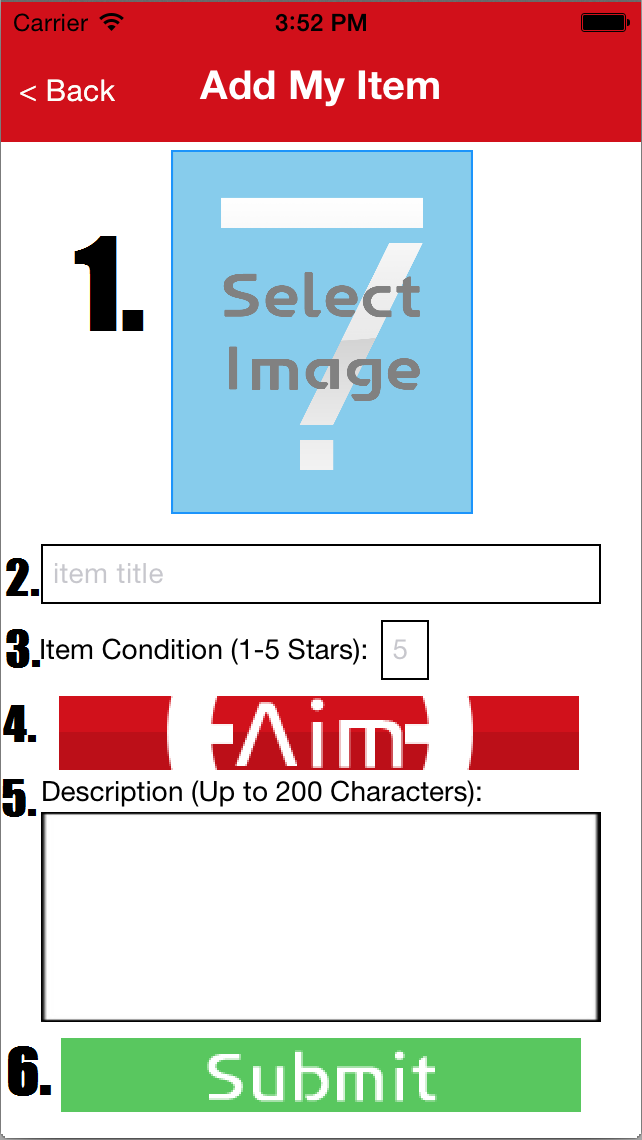 Carrier 3:52 PM
< Back Add My Item
1.
Select
Image
2. item title
3. Item Condition (1-5 Stars): 5
4. Aim
5. Description (Up to 200 Characters):
6. Submit